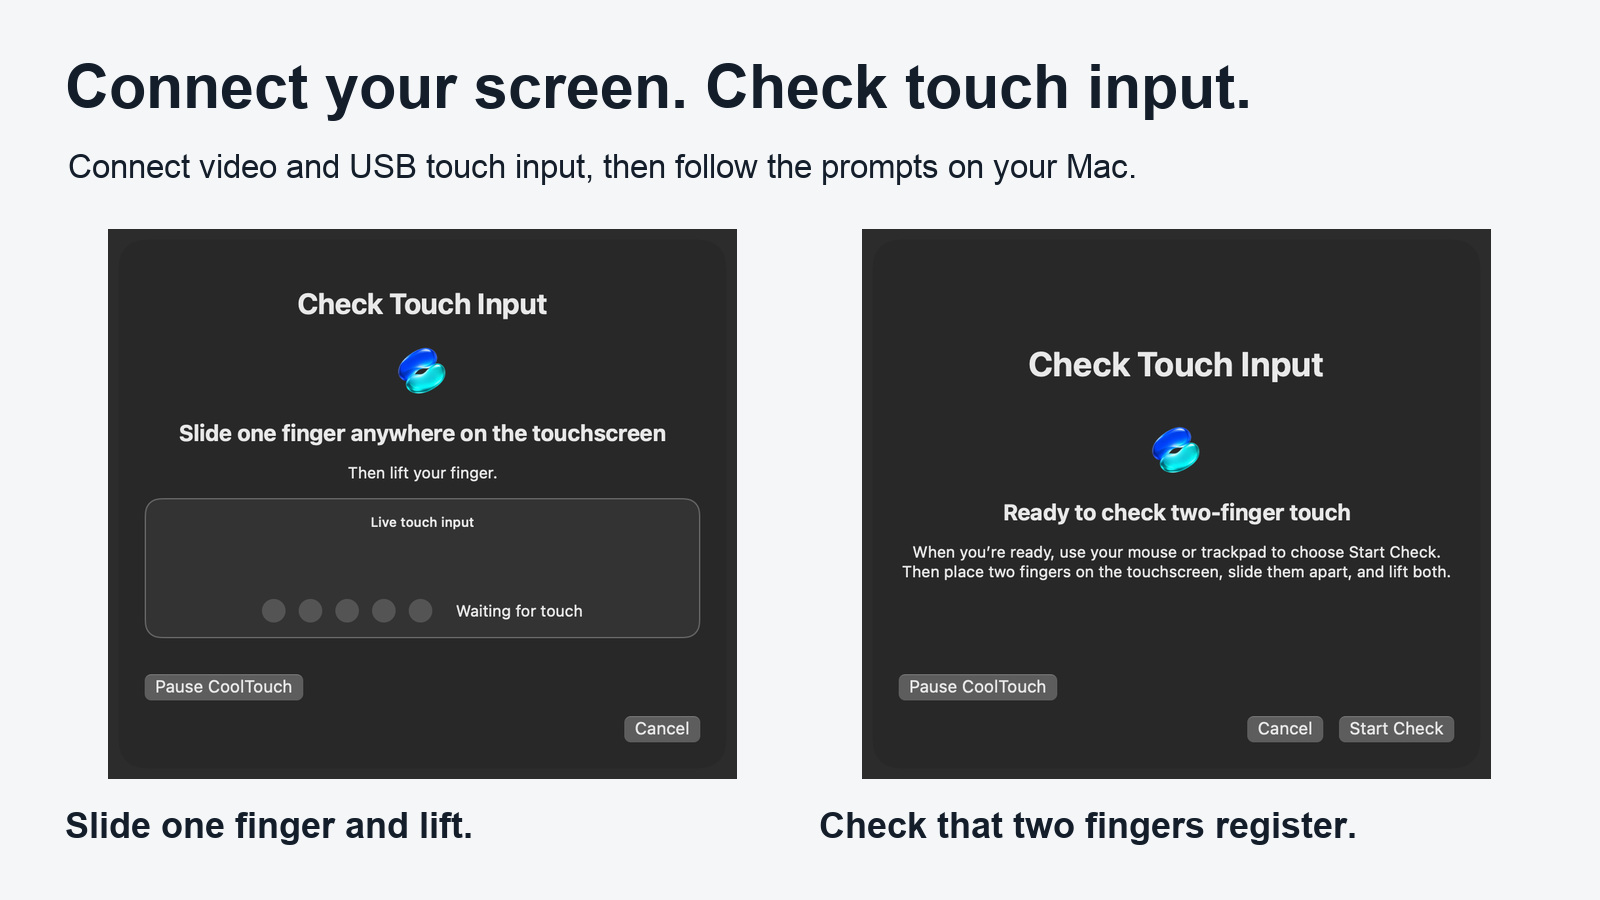 Connect your screen. Check touch input.
Connect video and USB touch input, then follow the prompts on your Mac.
Check Touch Input
Slide one finger anywhere on the touchscreen
Then lift your finger.
Live touch input
Waiting for touch
Pause CoolTouch
Cancel
Slide one finger and lift.
Check Touch Input
Ready to check two-finger touch
When you’re ready, use your mouse or trackpad to choose Start Check.
Then place two fingers on the touchscreen, slide them apart, and lift both.
Pause CoolTouch
Cancel
Start Check
Check that two fingers register.